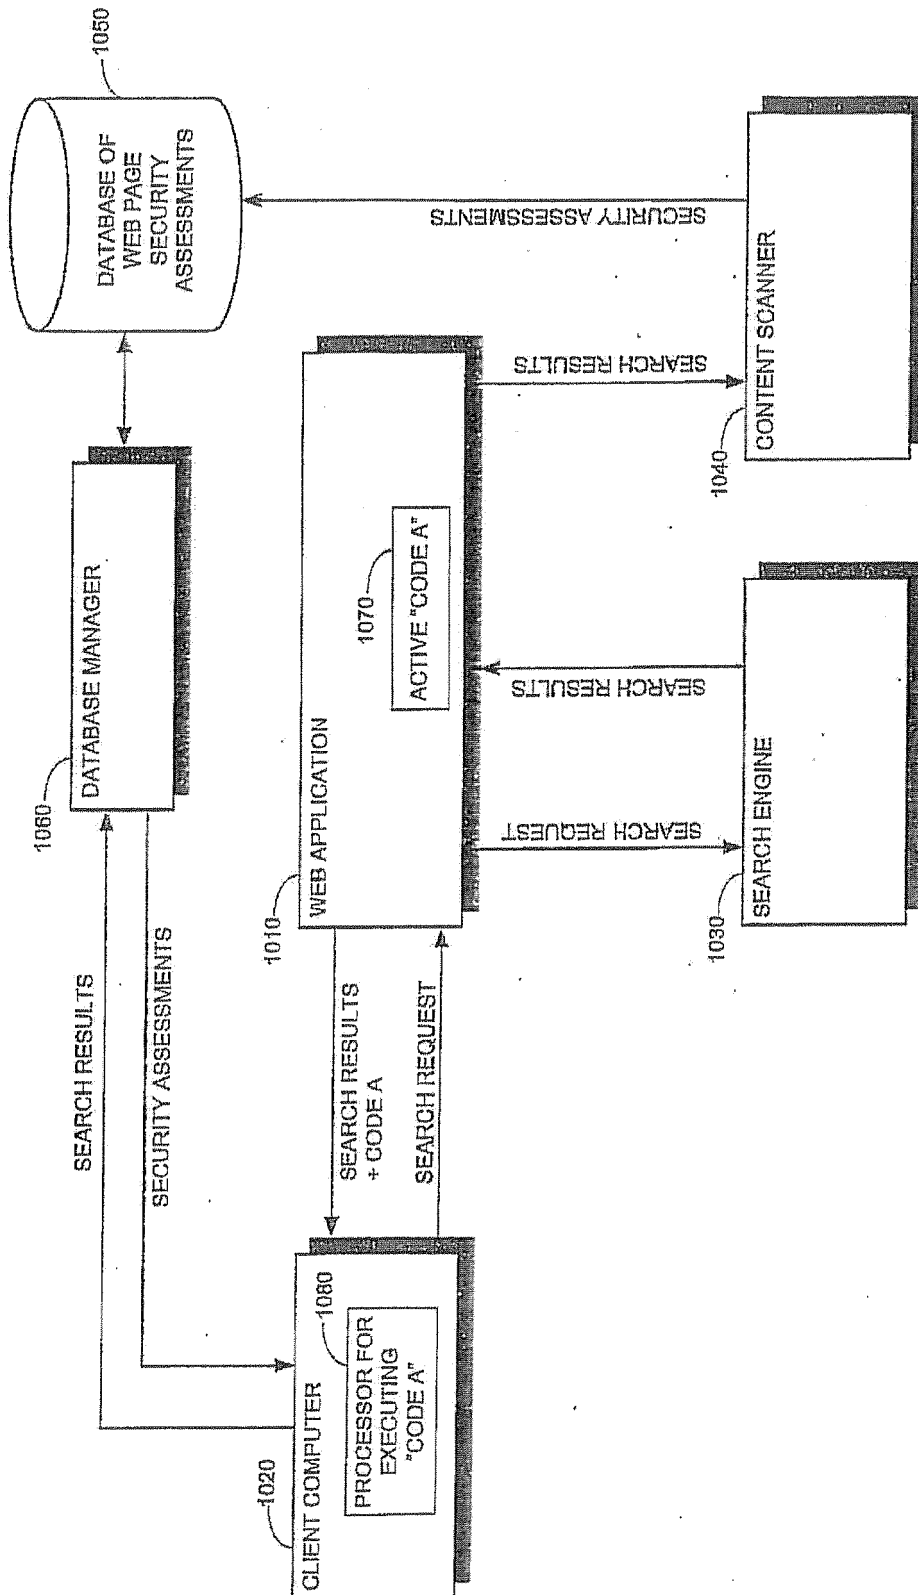 1050
DATABASE OF
WEB PAGE
SECURITY
ASSESSMENTS
1060
DATABASE MANAGER
SEARCH RESULTS
SECURITY ASSESSMENTS
SECURITY ASSESSMENTS
1010
WEB APPLICATION
1070
ACTIVE "CODE A"
SEARCH RESULTS
+ CODE A
SEARCH REQUEST
1020
CLIENT COMPUTER
1080
PROCESSOR FOR
EXECUTING
"CODE A"
SEARCH REQUEST
SEARCH RESULTS
SEARCH RESULTS
1030
SEARCH ENGINE
1040
CONTENT SCANNER